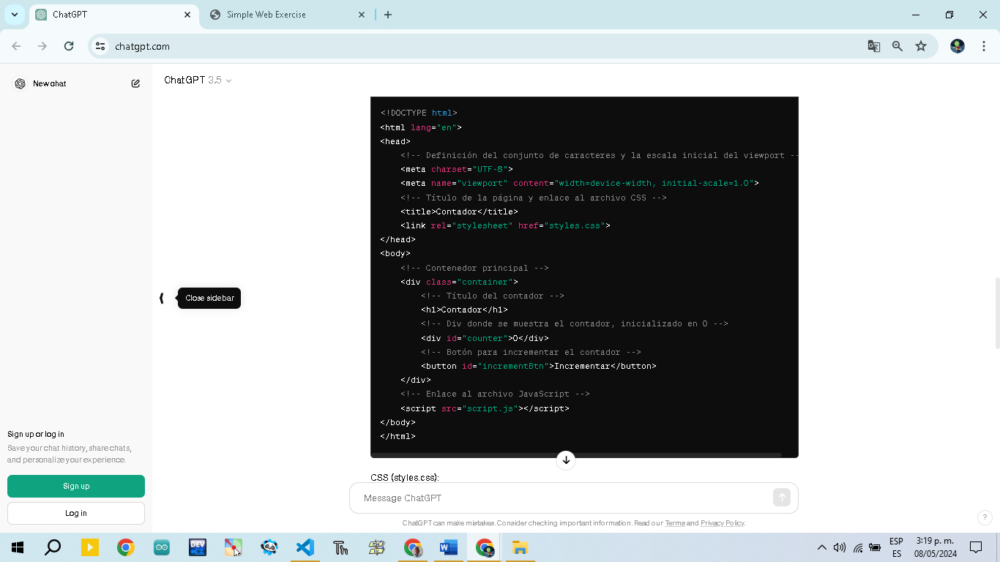 ChatGPT
Simple Web Exercise
chatgpt.com
New chat
ChatGPT 3.5
<!DOCTYPE html>
<html lang="en">
<head>
<!-- Definición del conjunto de caracteres y la escala inicial del viewport --
<meta charset="UTF-8">
<meta name="viewport" content="width=device-width, initial-scale=1.0">
<!-- Título de la página y enlace al archivo CSS -->
<title>Contador</title>
<link rel="stylesheet" href="styles.css">
</head>
<body>
<!-- Contenedor principal -->
<div class="container">
<!-- Título del contador -->
<h1>Contador</h1>
<!-- Div donde se muestra el contador, inicializado en 0 -->
<div id="counter">0</div>
<!-- Botón para incrementar el contador -->
<button id="incrementBtn">Incrementar</button>
</div>
<!-- Enlace al archivo JavaScript -->
<script src="script.js"></script>
</body>
</html>
Close sidebar
CSS (styles.css):
Sign up or log in
Save your chat history, share chats,
and personalize your experience.
Sign up
Log in
Message ChatGPT
ChatGPT can make mistakes. Consider checking important information. Read our Terms and Privacy Policy.
?
DEV
C++
Th
W
ESP
ES
3:19 p. m.
08/05/2024